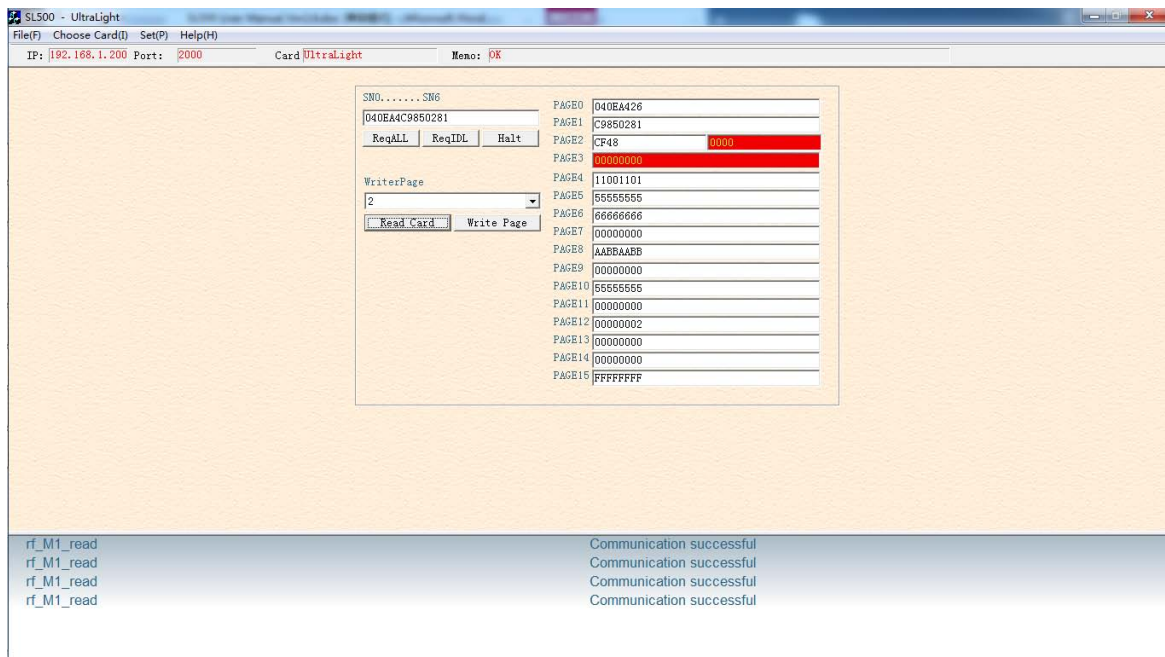 SL500 - UltraLight
File(F) Choose Card(I) Set(P) Help(H)
IP: 192.168.1.200 Port: 2000 Card UltraLight Memo: OK
SN0.......SN6
040EA4C9850281
ReqALL ReqIDL Halt
WriterPage
2
Read Card Write Page
PAGE0 040EA426
PAGE1 C9850281
PAGE2 CF48 0000
PAGE3 00000000
PAGE4 11001101
PAGE5 55555555
PAGE6 66666666
PAGE7 00000000
PAGE8 AABBAABB
PAGE9 00000000
PAGE10 55555555
PAGE11 00000000
PAGE12 00000002
PAGE13 00000000
PAGE14 00000000
PAGE15 FFFFFFFF
rf_M1_read Communication successful
rf_M1_read Communication successful
rf_M1_read Communication successful
rf_M1_read Communication successful